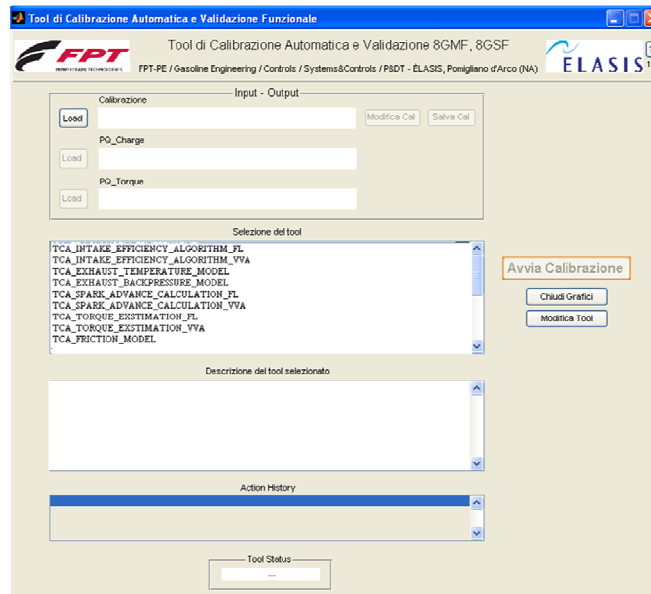 Tool di Calibrazione Automatica e Validazione Funzionale
FPT
POWERTRAIN TECHNOLOGIES
Tool di Calibrazione Automatica e Validazione 8GMF, 8GSF
FPT-PE / Gasoline Engineering / Controls / Systems&Controls / P&DT - ELASIS, Pomigliano d'Arco (NA)
ELASIS
Input - Output
Calibrazione
Load
Modifica Cal
Salva Cal
PQ_Charge
Load
PQ_Torque
Load
Selezione del tool
TCA_INTAKE_EFFICIENCY_ALGORITHM_FL
TCA_INTAKE_EFFICIENCY_ALGORITHM_VVA
TCA_EXHAUST_TEMPERATURE_MODEL
TCA_EXHAUST_BACKPRESSURE_MODEL
TCA_SPARK_ADVANCE_CALCULATION_FL
TCA_SPARK_ADVANCE_CALCULATION_VVA
TCA_TORQUE_EXSTIMATION_FL
TCA_TORQUE_EXSTIMATION_VVA
TCA_FRICTION_MODEL
Avvia Calibrazione
Chiudi Grafici
Modifica Tool
Descrizione del tool selezionato
Action History
Tool Status
...